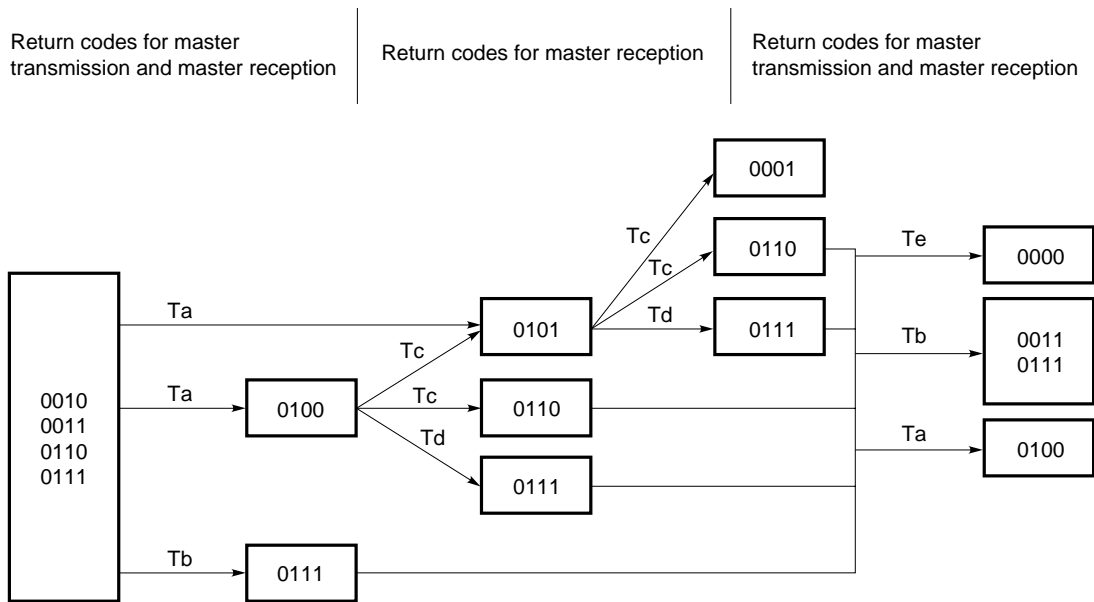 Return codes for master
transmission and master reception
Return codes for master reception
Return codes for master
transmission and master reception
0001
Tc
0110
Te
0000
Tc
Ta
0101
Td
0111
Tb
0011
0111
Tc
0010
0011
0110
0111
Ta
0100
Tc
0110
Td
Ta
0100
0111
Tb
0111